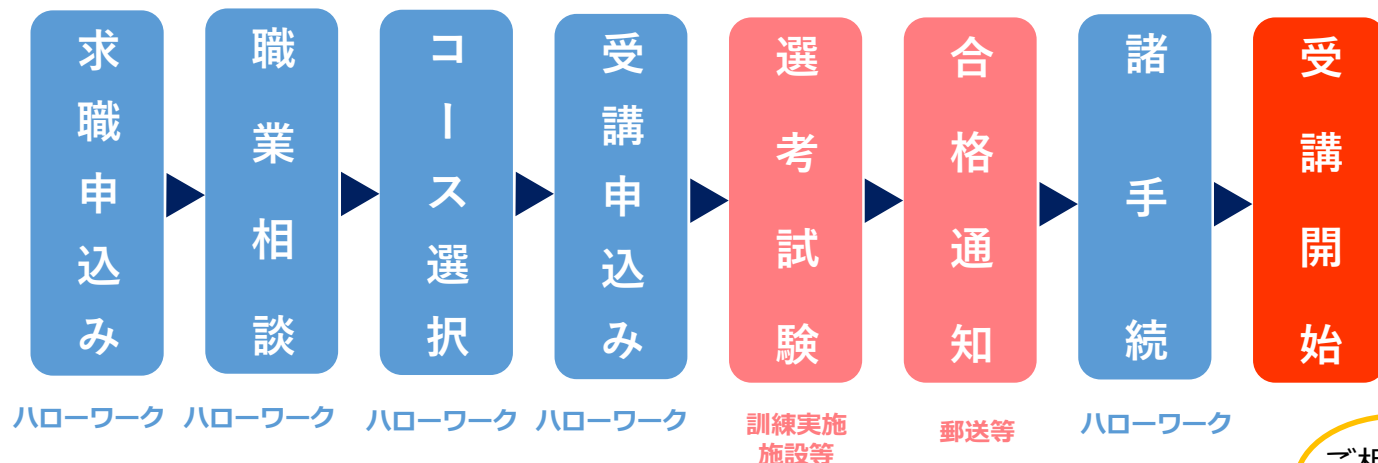 求職申込み
職業相談
コース選択
受講申込み
選考試験
合格通知
諸手続
受講開始
ハローワーク
ハローワーク
ハローワーク
ハローワーク
訓練実施
施設等
郵送等
ハローワーク
ご相